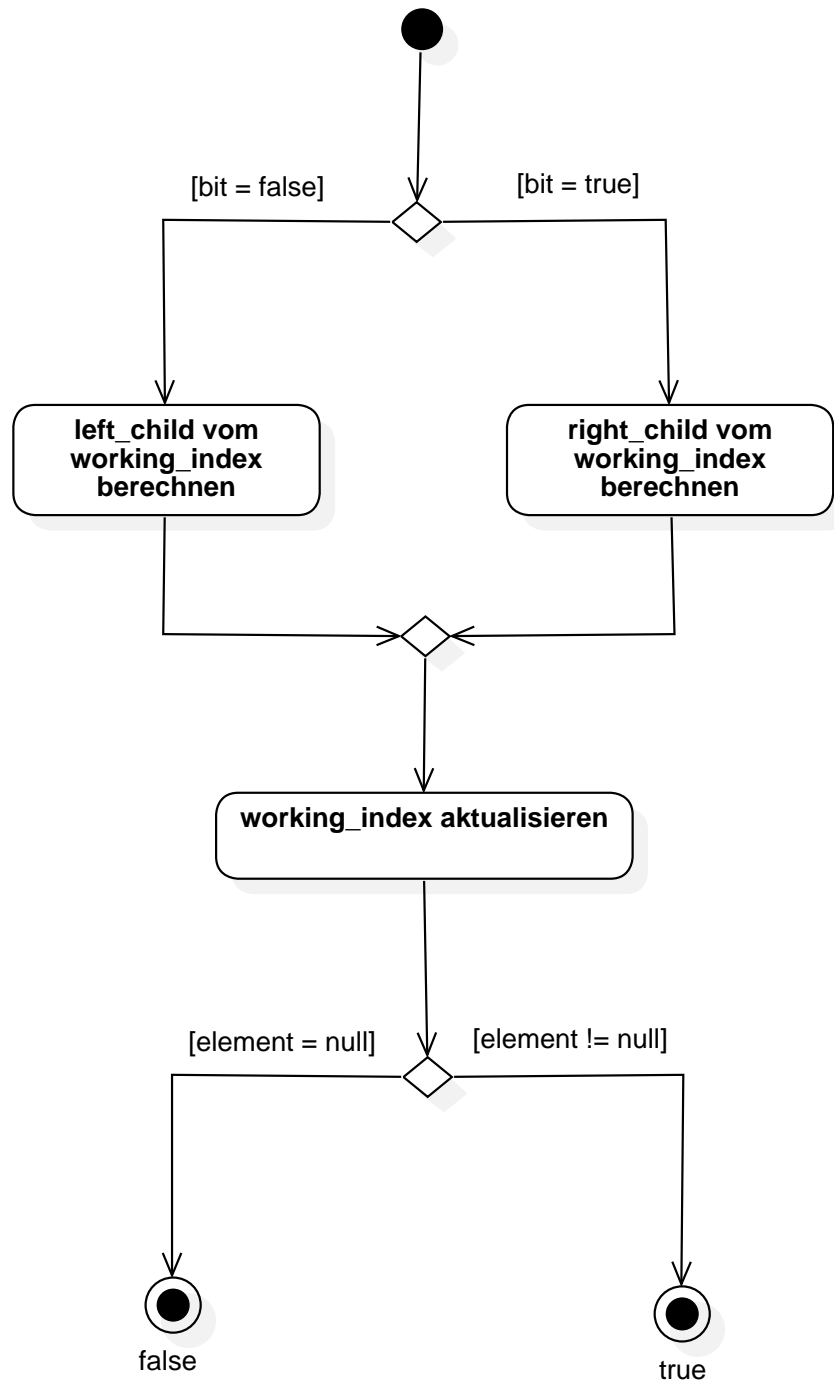 [bit = false]
[bit = true]
left_child vom
working_index
berechnen
right_child vom
working_index
berechnen
working_index aktualisieren
[element = null]
[element != null]
false
true